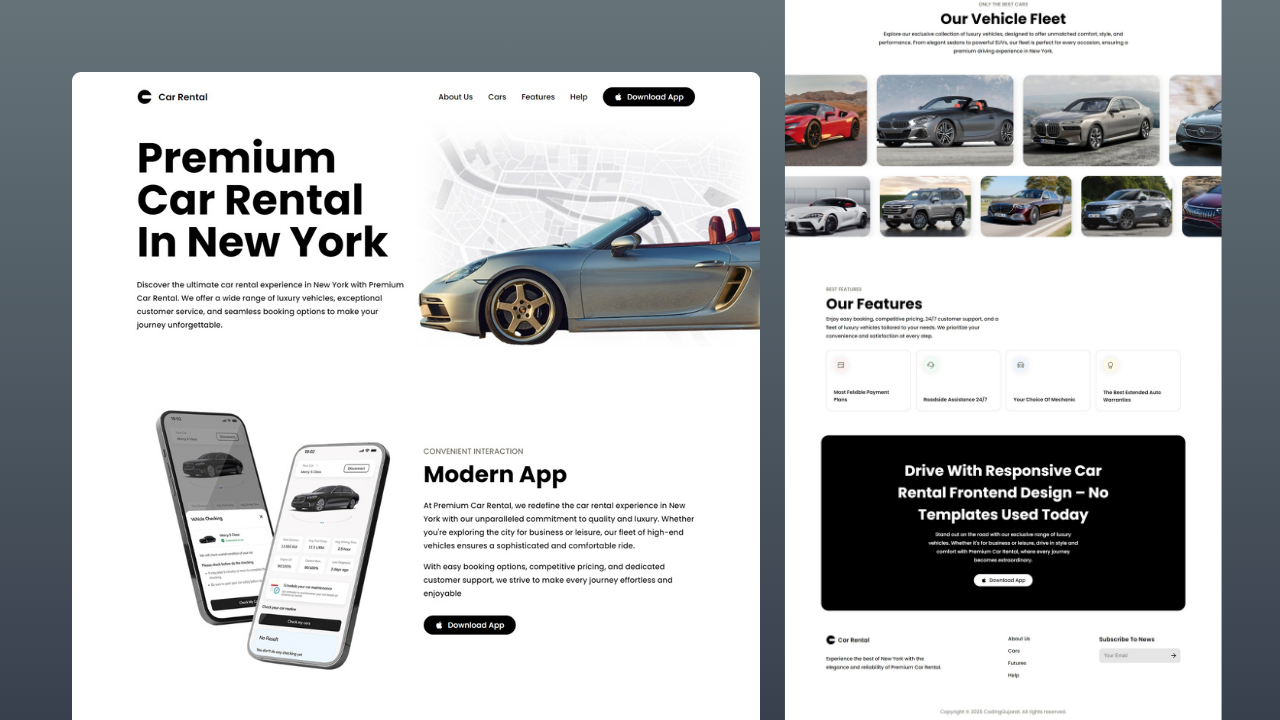 Car Rental
About Us
Cars
Features
Help
Download App
Premium
Car Rental
In New York
Discover the ultimate car rental experience in New York with Premium
Car Rental. We offer a wide range of luxury vehicles, exceptional
customer service, and seamless booking options to make your
journey unforgettable.
19:02
Disconnect
Vehicle Checking
19:02
Disconnect
Check your car routine
Check my cars
No Result
CONVENIENT INTERACTION
Modern App
At Premium Car Rental, we redefine the car rental experience in New
York with our unparalleled commitment to quality and luxury. Whether
you're exploring the city for business or leisure, our fleet of high-end
vehicles ensures a sophisticated and comfortable ride.
With easy booking options, competitive pricing, and dedicated
customer support, we strive to make every journey effortless and
enjoyable
Download App
ONLY THE BEST CARS
Our Vehicle Fleet
Explore our exclusive collection of luxury vehicles, designed to offer unmatched comfort, style, and
performance. From elegant sedans to powerful SUVs, our fleet is perfect for every occasion, ensuring a
premium driving experience in New York.
BEST FEATURES
Our Features
Enjoy easy booking, competitive pricing, 24/7 customer support, and a
fleet of luxury vehicles tailored to your needs. We prioritize your
convenience and satisfaction at every step.
Most Felxible Payment
Plans
Roadside Assistance 24/7
Your Choice Of Mechanic
The Best Extended Auto
Warranties
Drive With Responsive Car
Rental Frontend Design – No
Templates Used Today
Stand out on the road with our exclusive range of luxury
vehicles. Whether it's for business or leisure, drive in style and
comfort with Premium Car Rental, where every journey
becomes extraordinary.
Download App
Car Rental
Experience the best of New York with the
elegance and reliability of Premium Car Rental.
About Us
Cars
Futures
Help
Subscribe To News
Your Email
Copyright © 2025 CodingGujarat. All rights reserved.